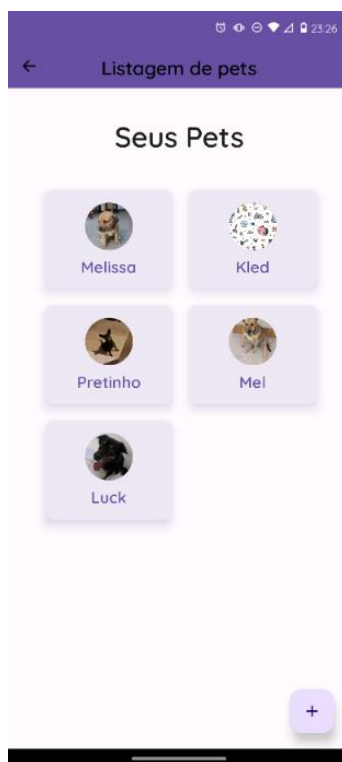 23:26
Listagem de pets
Seus Pets
Melissa
Kled
Pretinho
Mel
Luck
+